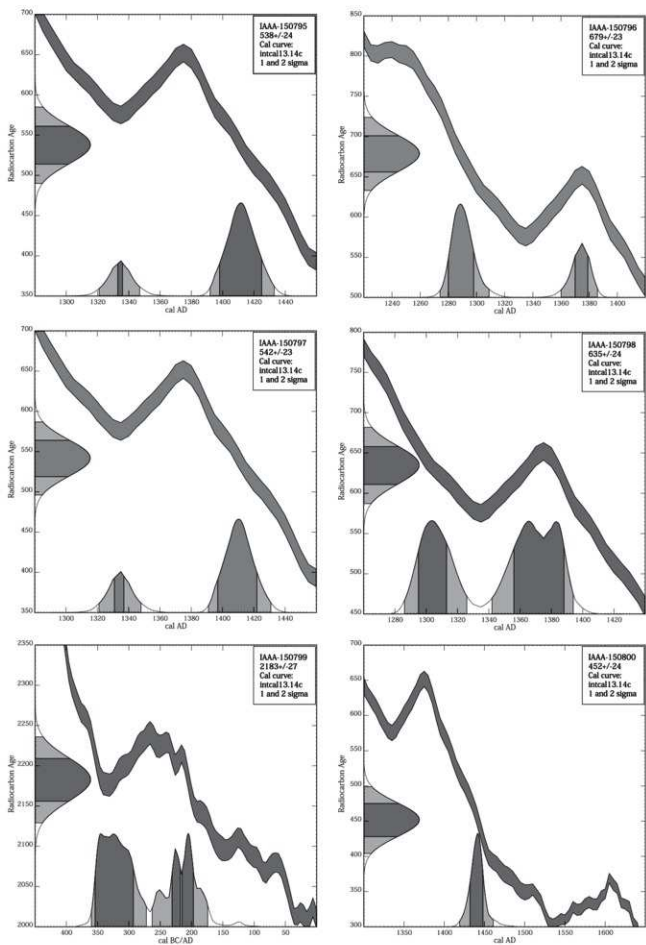 IAAA-150795
538+/-24
Cal curve:
intcal13.14c
1 and 2 sigma
Radiocarbon Age
700
650
600
550
500
450
400
350
1300 1320 1340 1360 1380 1400 1420 1440
cal AD
IAAA-150796
679+/-23
Cal curve:
intcal13.14c
1 and 2 sigma
Radiocarbon Age
900
850
800
750
700
650
600
550
500
1240 1260 1280 1300 1320 1340 1360 1380 1400
cal AD
IAAA-150797
542+/-23
Cal curve:
intcal13.14c
1 and 2 sigma
Radiocarbon Age
700
650
600
550
500
450
400
350
1300 1320 1340 1360 1380 1400 1420 1440
cal AD
IAAA-150798
635+/-24
Cal curve:
intcal13.14c
1 and 2 sigma
Radiocarbon Age
800
750
700
650
600
550
500
450
1280 1300 1320 1340 1360 1380 1400 1420
cal AD
IAAA-150799
2183+/-27
Cal curve:
intcal13.14c
1 and 2 sigma
Radiocarbon Age
2350
2300
2250
2200
2150
2100
2050
2000
400 350 300 250 200 150 100 50
cal BC/AD
IAAA-150800
452+/-24
Cal curve:
intcal13.14c
1 and 2 sigma
Radiocarbon Age
700
650
600
550
500
450
400
350
300
1350 1400 1450 1500 1550 1600
cal AD